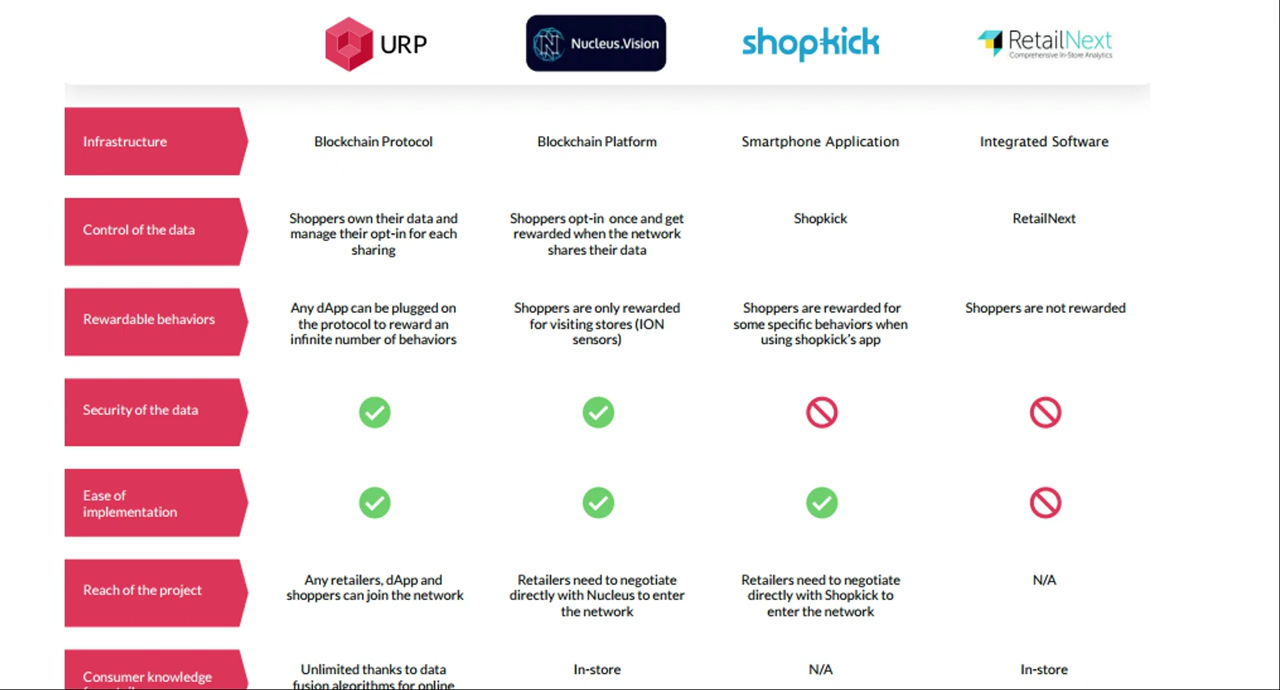 URP
Nucleus.Vision
shopkick
RetailNext
Comprehensive In-Store Analytics
Infrastructure
Blockchain Protocol
Blockchain Platform
Smartphone Application
Integrated Software
Control of the data
Shoppers own their data and
manage their opt-in for each
sharing
Shoppers opt-in once and get
rewarded when the network
shares their data
Shopkick
RetailNext
Rewardable behaviors
Any dApp can be plugged on
the protocol to reward an
infinite number of behaviors
Shoppers are only rewarded
for visiting stores (ION
sensors)
Shoppers are rewarded for
some specific behaviors when
using shopkick's app
Shoppers are not rewarded
Security of the data
Ease of
implementation
Reach of the project
Any retailers, dApp and
shoppers can join the network
Retailers need to negotiate
directly with Nucleus to enter
the network
Retailers need to negotiate
directly with Shopkick to
enter the network
N/A
Consumer knowledge
Unlimited thanks to data
fusion algorithms for online
In-store
N/A
In-store